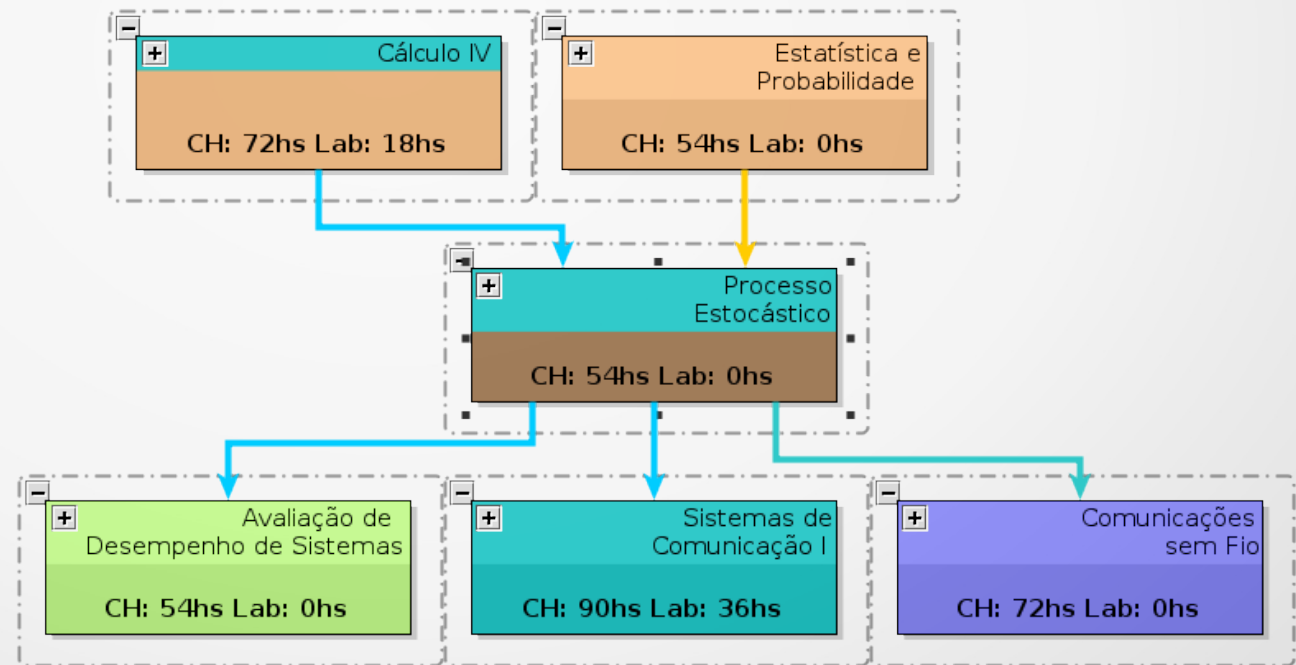 Cálculo IV
CH: 72hs Lab: 18hs
Estatística e
Probabilidade
CH: 54hs Lab: 0hs
Processo
Estocástico
CH: 54hs Lab: 0hs
Avaliação de
Desempenho de Sistemas
CH: 54hs Lab: 0hs
Sistemas de
Comunicação I
CH: 90hs Lab: 36hs
Comunicações
sem Fio
CH: 72hs Lab: 0hs